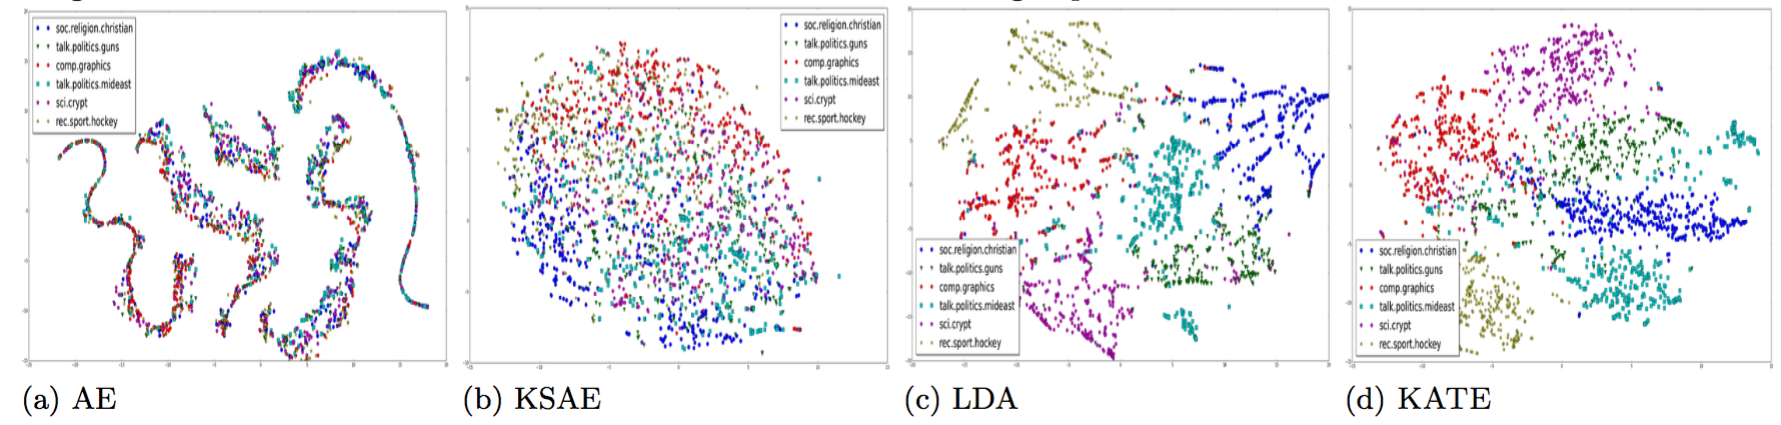 soc.religion.christian
talk.politics.guns
comp.graphics
talk.politics.mideast
sci.crypt
rec.sport.hockey
(a) AE
soc.religion.christian
talk.politics.guns
comp.graphics
talk.politics.mideast
sci.crypt
rec.sport.hockey
(b) KSAE
soc.religion.christian
talk.politics.guns
comp.graphics
talk.politics.mideast
sci.crypt
rec.sport.hockey
(c) LDA
soc.religion.christian
talk.politics.guns
comp.graphics
talk.politics.mideast
sci.crypt
rec.sport.hockey
(d) KATE